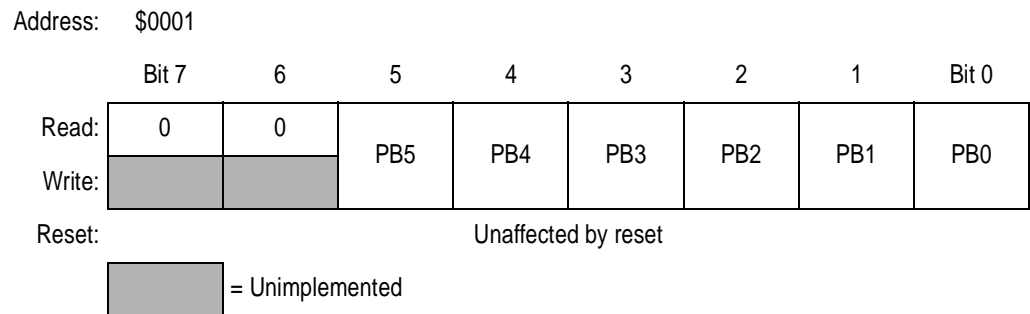 Address: $0001
Bit 7 6 5 4 3 2 1 Bit 0
Read: 0 0
PB5 PB4 PB3 PB2 PB1 PB0
Write:
Reset: Unaffected by reset
= Unimplemented